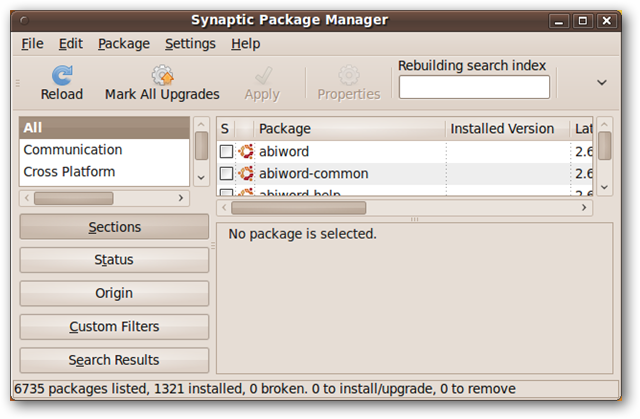 Synaptic Package Manager
File Edit Package Settings Help
Rebuilding search index
Reload Mark All Upgrades Apply Properties
All
Communication
Cross Platform
S Package Installed Version Lat
abiword 2.6
abiword-common 2.6
abiword-help 2.6
Sections
Status
Origin
Custom Filters
Search Results
No package is selected.
6735 packages listed, 1321 installed, 0 broken. 0 to install/upgrade, 0 to remove